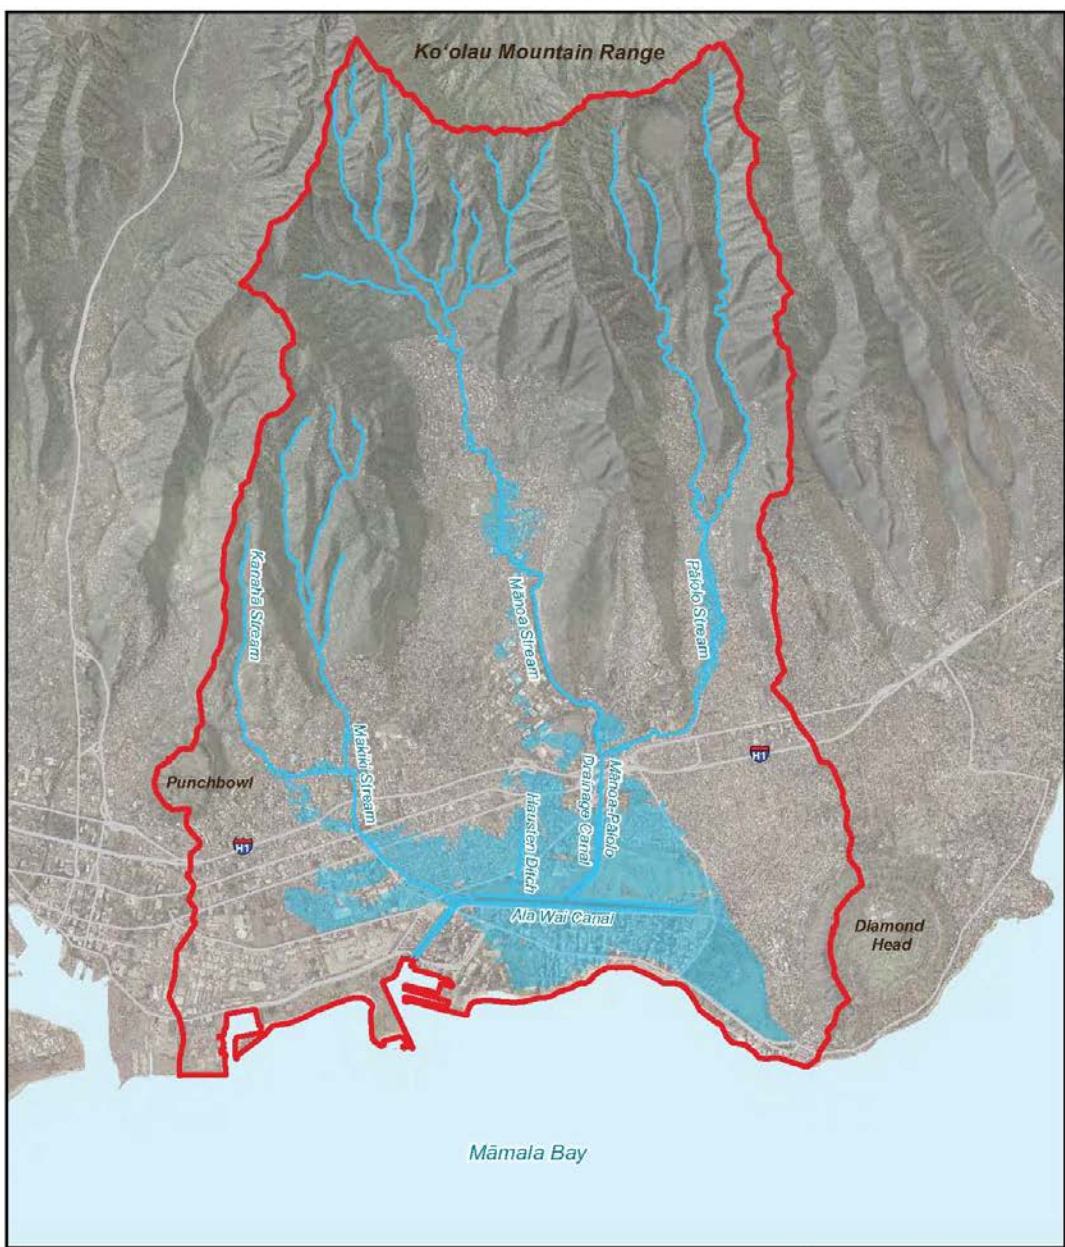 Ko'olau Mountain Range
Kanahā Stream
Mānoa Stream
Pālolo Stream
Makiki Stream
Punchbowl
H1
H1
Hausten Ditch
Mānoa-Pālolo
Drainage Canal
Ala Wai Canal
Diamond
Head
Māmala Bay